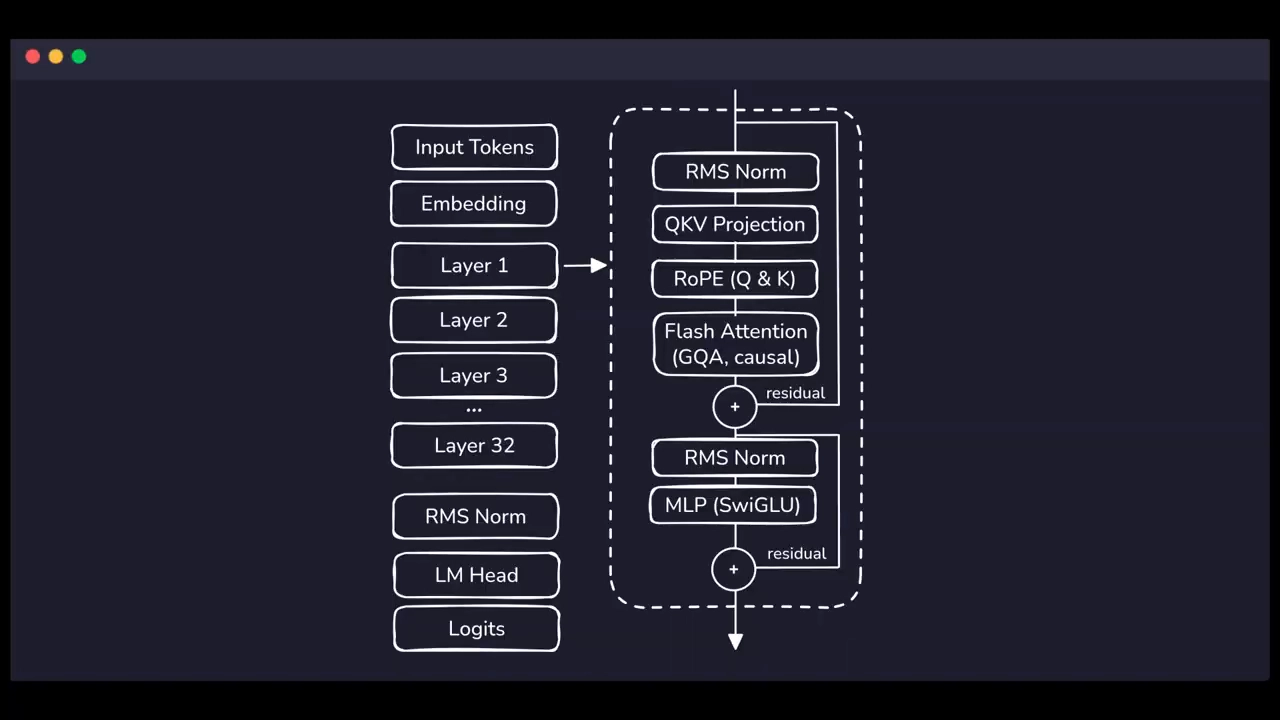 Input Tokens
Embedding
Layer 1
Layer 2
Layer 3
...
Layer 32
RMS Norm
LM Head
Logits
RMS Norm
QKV Projection
RoPE (Q & K)
Flash Attention
(GQA, causal)
+
residual
RMS Norm
MLP (SwiGLU)
+
residual